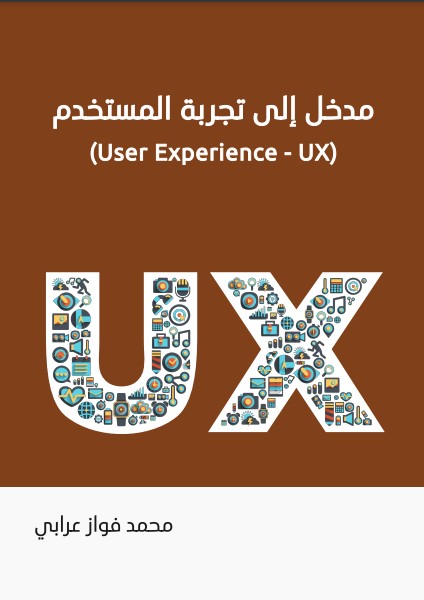 مدخل إلى تجربة المستخدم
(User Experience - UX)
UX
محمد فواز عرابي